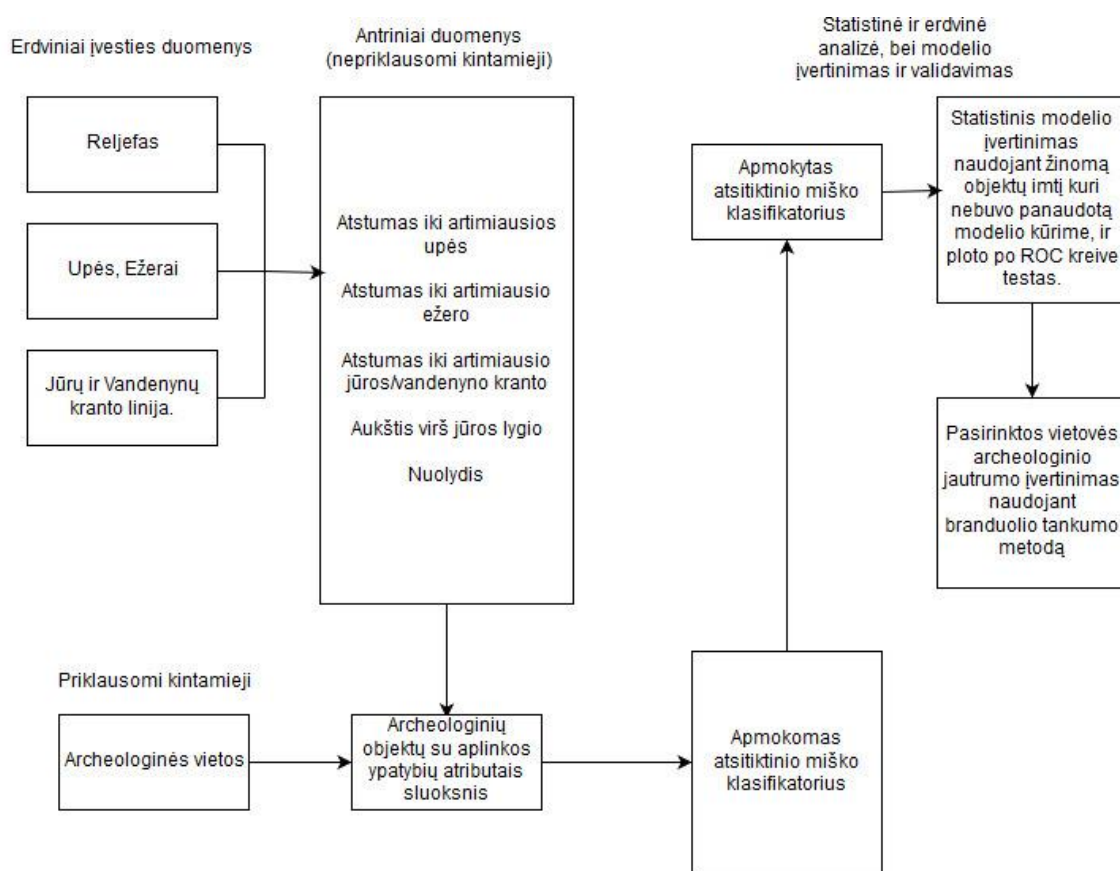 Erdviniai įvesties duomenys
Reljefas
Upės, Ežerai
Jūrų ir Vandenynų
kranto linija.
Antriniai duomenys
(nepriklausomi kintamieji)
Atstumas iki artimiausios
upės
Atstumas iki artimiausio
ežero
Atstumas iki artimiausio
jūros/vandenyno kranto
Aukštis virš jūros lygio
Nuolydis
Priklausomi kintamieji
Archeologinės vietos
Archeologinių
objektų su aplinkos
ypatybių atributais
sluoksnis
Apmokomas
atsitiktinio miško
klasifikatorius
Apmokytas
atsitiktinio miško
klasifikatorius
Statistinė ir erdvinė
analizė, bei modelio
įvertinimas ir validavimas
Statistinis modelio
įvertinimas
naudojant žinomą
objektų imtį kuri
nebuvo panaudotą
modelio kūrime, ir
ploto po ROC kreive
testas.
Pasirinktos vietovės
archeologinio
jautrumo įvertinimas
naudojant
branduolio tankumo
metodą